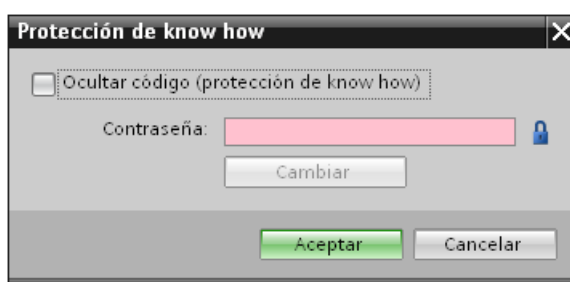 Protección de know how
Ocultar código (protección de know how)
Contraseña:
Cambiar
Aceptar Cancelar